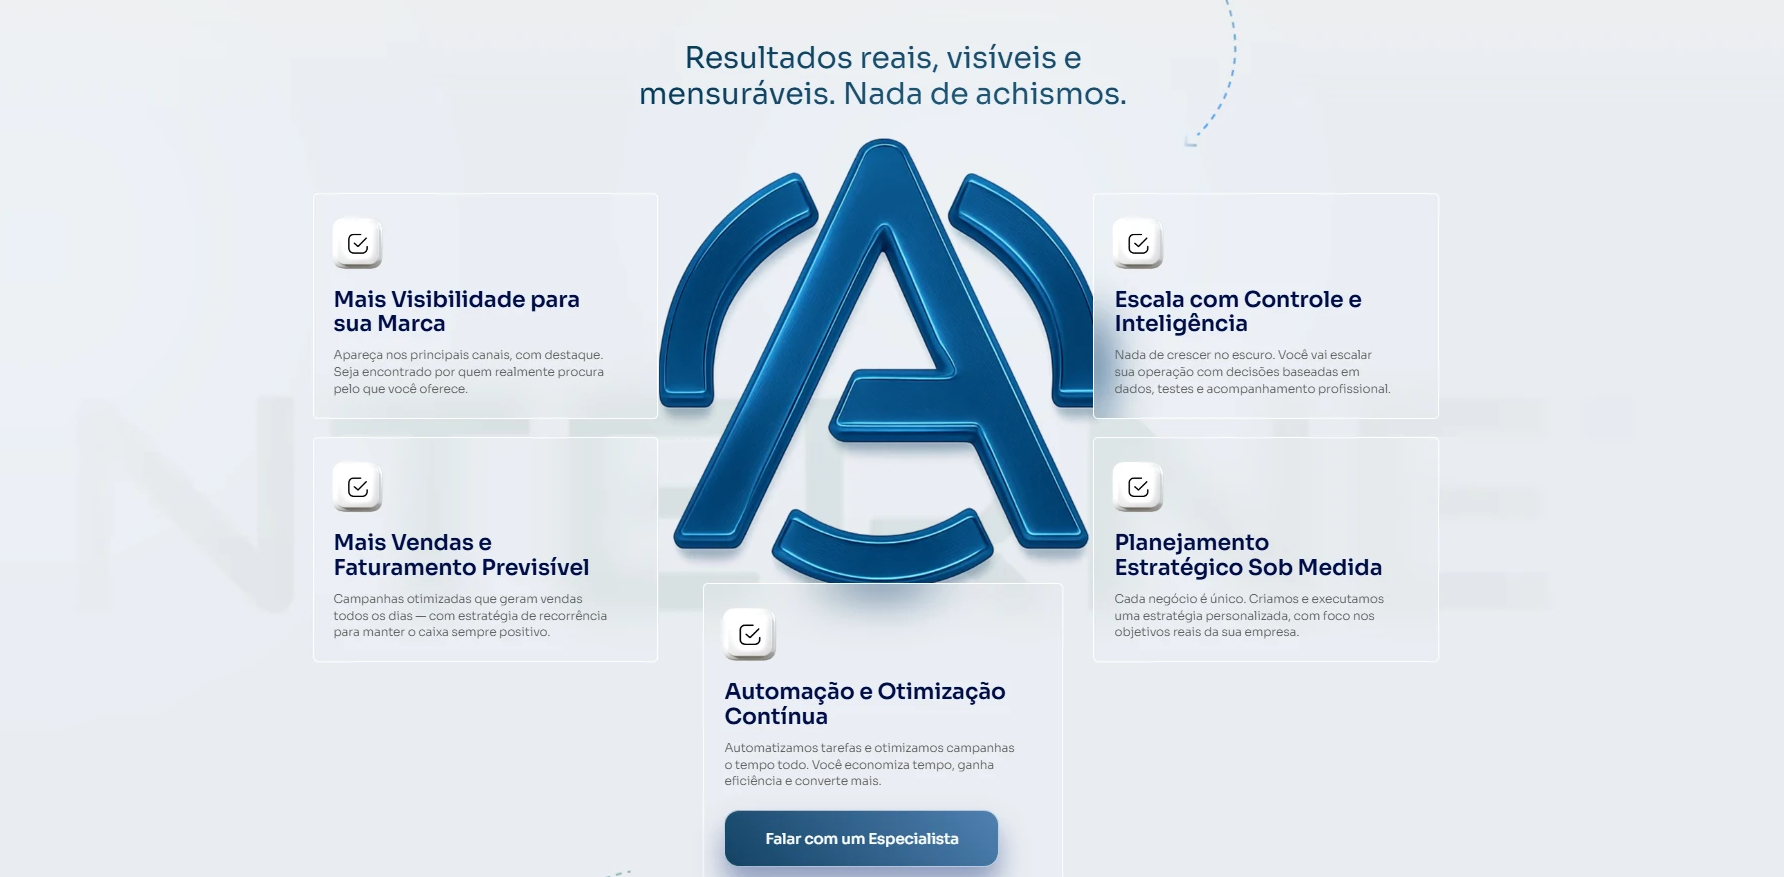 Resultados reais, visíveis e
mensuráveis. Nada de achismos.
Mais Visibilidade para
sua Marca
Apareça nos principais canais, com destaque.
Seja encontrado por quem realmente procura
pelo que você oferece.
Mais Vendas e
Faturamento Previsível
Campanhas otimizadas que geram vendas
todos os dias — com estratégia de recorrência
para manter o caixa sempre positivo.
Escala com Controle e
Inteligência
Nada de crescer no escuro. Você vai escalar
sua operação com decisões baseadas em
dados, testes e acompanhamento profissional.
Planejamento
Estratégico Sob Medida
Cada negócio é único. Criamos e executamos
uma estratégia personalizada, com foco nos
objetivos reais da sua empresa.
Automação e Otimização
Contínua
Automatizamos tarefas e otimizamos campanhas
o tempo todo. Você economiza tempo, ganha
eficiência e converte mais.
Falar com um Especialista